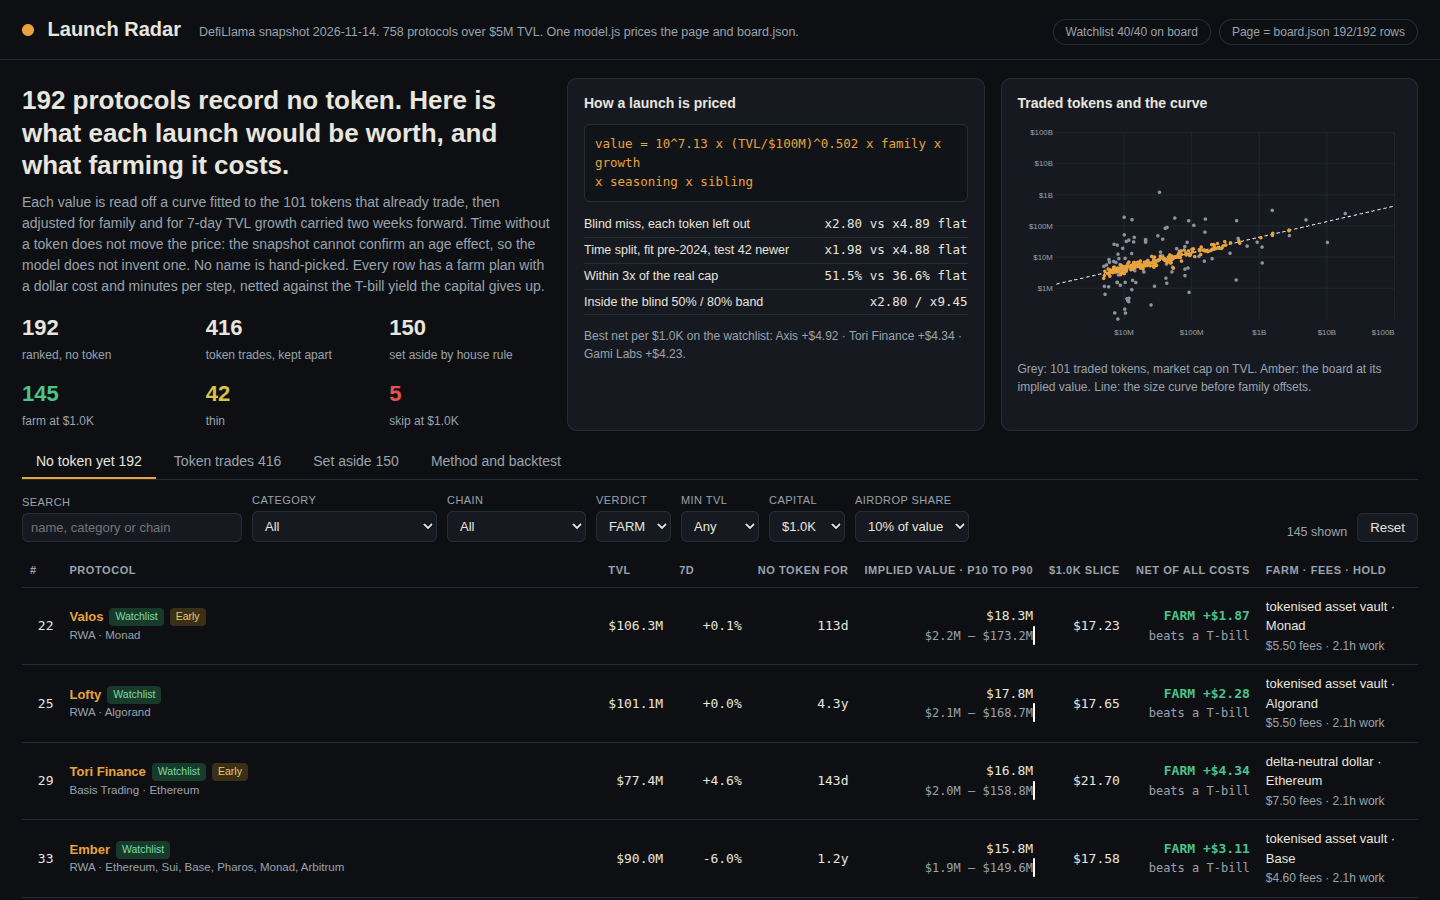 Launch Radar
DefiLlama snapshot 2026-11-14. 758 protocols over $5M TVL. One model.js prices the page and board.json.
Watchlist 40/40 on board
Page = board.json 192/192 rows
192 protocols record no token. Here is
what each launch would be worth, and
what farming it costs.
Each value is read off a curve fitted to the 101 tokens that already trade, then
adjusted for family and for 7-day TVL growth carried two weeks forward. Time without
a token does not move the price: the snapshot cannot confirm an age effect, so the
model does not invent one. No name is hand-picked. Every row has a farm plan with
a dollar cost and minutes per step, netted against the T-bill yield the capital gives up.
192
416
150
ranked, no token
token trades, kept apart
set aside by house rule
145
42
5
farm at $1.0K
thin
skip at $1.0K
How a launch is priced
value = 10^7.13 x (TVL/$100M)^0.502 x family x
growth
x seasoning x sibling
Blind miss, each token left out x2.80 vs x4.89 flat
Time split, fit pre-2024, test 42 newer x1.98 vs x4.88 flat
Within 3x of the real cap 51.5% vs 36.6% flat
Inside the blind 50% / 80% band x2.80 / x9.45
Best net per $1.0K on the watchlist: Axis +$4.92 · Tori Finance +$4.34 ·
Gami Labs +$4.23.
Traded tokens and the curve
$100B
$10B
$1B
$100M
$10M
$1M
$10M $100M $1B $10B $100B
Grey: 101 traded tokens, market cap on TVL. Amber: the board at its
implied value. Line: the size curve before family offsets.
No token yet 192
Token trades 416
Set aside 150
Method and backtest
SEARCH
CATEGORY
CHAIN
VERDICT
MIN TVL
CAPITAL
AIRDROP SHARE
name, category or chain
All
All
FARM
Any
$1.0K
10% of value
145 shown
Reset
# PROTOCOL TVL 7D NO TOKEN FOR IMPLIED VALUE · P10 TO P90 $1.0K SLICE NET OF ALL COSTS FARM · FEES · HOLD
22 Valos Watchlist Early $106.3M +0.1% 113d $18.3M $17.23 FARM +$1.87 tokenised asset vault ·
Monad
RWA · Monad $2.2M – $173.2M beats a T-bill $5.50 fees · 2.1h work
25 Lofty Watchlist $101.1M +0.0% 4.3y $17.8M $17.65 FARM +$2.28 tokenised asset vault ·
Algorand
RWA · Algorand $2.1M – $168.7M beats a T-bill $5.50 fees · 2.1h work
29 Tori Finance Watchlist Early $77.4M +4.6% 143d $16.8M $21.70 FARM +$4.34 delta-neutral dollar ·
Ethereum
Basis Trading · Ethereum $2.0M – $158.8M beats a T-bill $7.50 fees · 2.1h work
33 Ember Watchlist $90.0M -6.0% 1.2y $15.8M $17.58 FARM +$3.11 tokenised asset vault ·
Base
RWA · Ethereum, Sui, Base, Pharos, Monad, Arbitrum $1.9M – $149.6M beats a T-bill $4.60 fees · 2.1h work